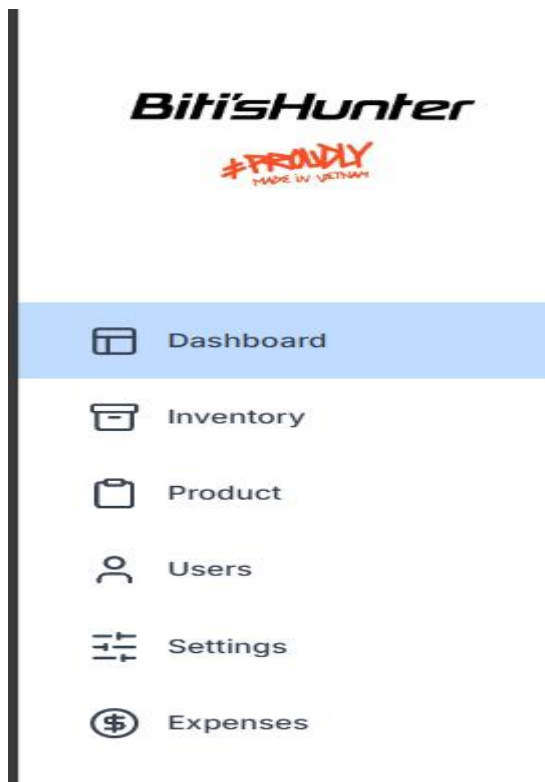 Biti'sHunter
#PROUDLY
MADE IN VIETNAM
Dashboard
Inventory
Product
Users
Settings
Expenses